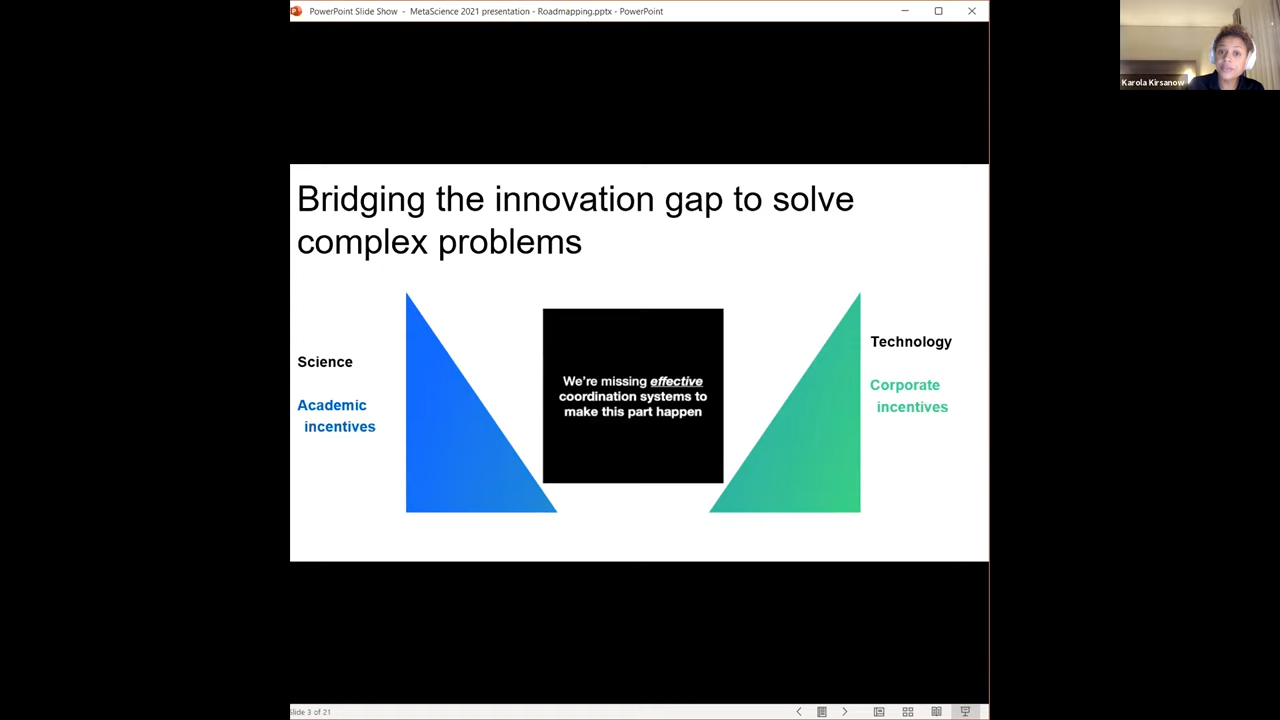 PowerPoint Slide Show - MetaScience 2021 presentation - Roadmapping.pptx - PowerPoint
Karola Kirsanow
Bridging the innovation gap to solve
complex problems
Science
Academic
incentives
We're missing effective
coordination systems to
make this part happen
Technology
Corporate
incentives
Slide 3 of 21